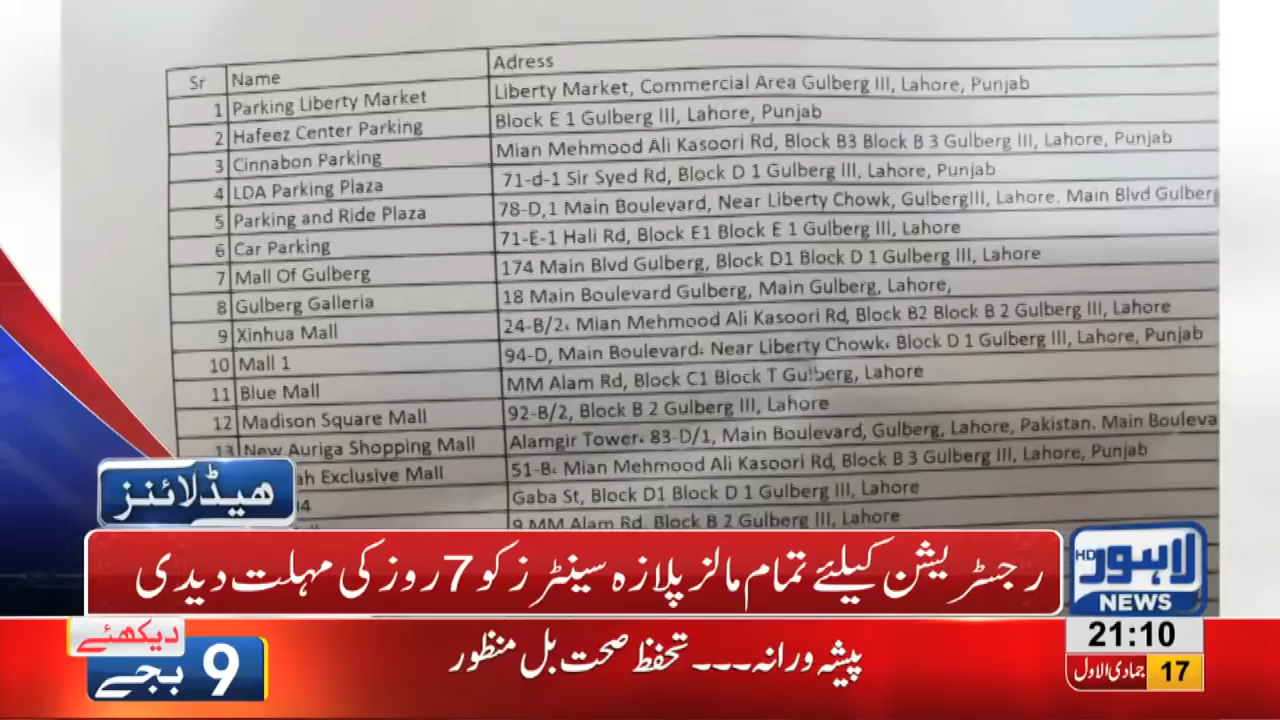 Sr Name Adress
1 Parking Liberty Market Liberty Market, Commercial Area Gulberg III, Lahore, Punjab
2 Hafeez Center Parking Block E 1 Gulberg III, Lahore, Punjab
3 Cinnabon Parking Mian Mehmood Ali Kasoori Rd, Block B3 Block B 3 Gulberg III, Lahore, Punjab
4 LDA Parking Plaza 71-d-1 Sir Syed Rd, Block D 1 Gulberg III, Lahore, Punjab
5 Parking and Ride Plaza 78-D,1 Main Boulevard, Near Liberty Chowk, GulbergIII, Lahore. Main Blvd Gulberg
6 Car Parking 71-E-1 Hali Rd, Block E1 Block E 1 Gulberg III, Lahore
7 Mall Of Gulberg 174 Main Blvd Gulberg, Block D1 Block D 1 Gulberg III, Lahore
8 Gulberg Galleria 18 Main Boulevard Gulberg, Main Gulberg, Lahore,
9 Xinhua Mall 24-B/2، Mian Mehmood Ali Kasoori Rd, Block B2 Block B 2 Gulberg III, Lahore
10 Mall 1 94-D, Main Boulevard، Near Liberty Chowk، Block D 1 Gulberg III, Lahore, Punjab
11 Blue Mall MM Alam Rd, Block C1 Block T Gulberg, Lahore
12 Madison Square Mall 92-B/2, Block B 2 Gulberg III, Lahore
13 New Auriga Shopping Mall Alamgir Tower، 83-D/1, Main Boulevard, Gulberg, Lahore, Pakistan. Main Bouleva
ah Exclusive Mall 51-B، Mian Mehmood Ali Kasoori Rd, Block B 3 Gulberg III, Lahore, Punjab
Gaba St, Block D1 Block D 1 Gulberg III, Lahore
9 MM Alam Rd, Block B 2 Gulberg III, Lahore
ہیڈلائنز
رجسٹریشن کیلئے تمام مالز پلازہ سینٹرز کو 7 روز کی مہلت دیدی
لاہور HD
NEWS
21:10
17 جمادی الاول
دیکھئے
9 بجے
پیشہ ورانہ۔۔۔ تحفظ صحت بل منظور